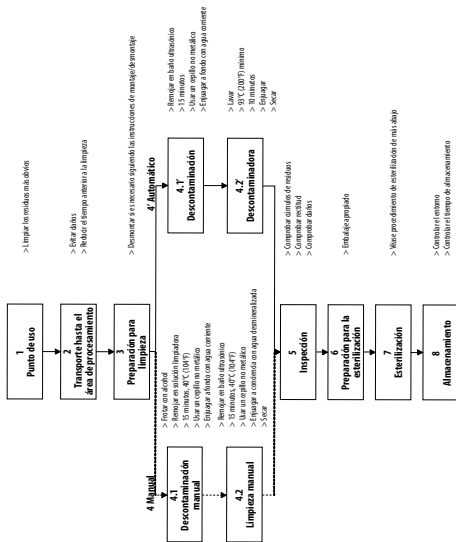 1
Punto de uso
> Limpiar los residuos más obvios
2
Transporte hasta el
área de procesamiento
> Evitar daños
> Reducir el tiempo anterior a la limpieza
3
Preparación para
limpieza
> Desmontar si es necesario siguiendo las instrucciones de montaje/desmontaje
4 Manual
> Frotar con alcohol
> Remojar en solución limpiadora
> 15 minutos, 40°C (104°F)
> Usar un cepillo no metálico
> Enjuagar a fondo con agua corriente
4.1
Descontaminación
manual
> Remojar en baño ultrasónico
> 15 minutos, 40°C (104°F)
> Usar un cepillo no metálico
> Enjuagar a conciencia con agua desmineralizada
> Secar
4.2
Limpieza manual
4' Automático
4.1'
Descontaminación
> Remojar en baño ultrasónico
> 15 minutos
> Usar un cepillo no metálico
> Enjuagar a fondo con agua corriente
4.2'
Descontaminadora
> Lavar
> 93°C (200°F) mínimo
> 10 minutos
> Enjuagar
> Secar
5
Inspección
> Comprobar cúmulos de residuos
> Comprobar rectitud
> Comprobar daños
6
Preparación para la
esterilización
> Embalaje apropiado
7
Esterilización
> Véase procedimiento de esterilización de más abajo
8
Almacenamiento
> Controlar el entorno
> Controlar el tiempo de almacenamiento